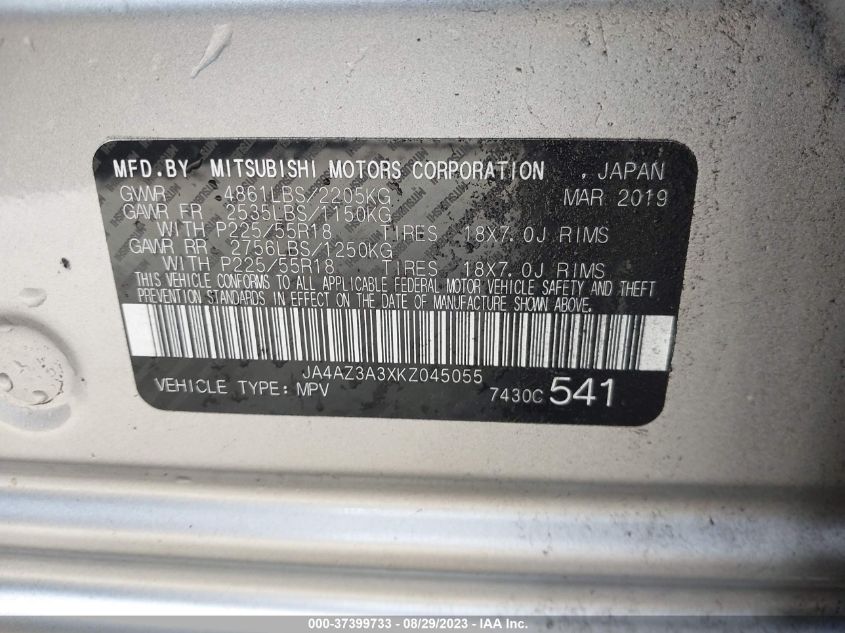 MFD.BY MITSUBISHI MOTORS CORPORATION , JAPAN
GVWR 4861LBS/2205KG MAR 2019
GAWR FR 2535LBS/1150KG
WITH P225/55R18 TIRES 18X7.0J RIMS
GAWR RR 2756LBS/1250KG
WITH P225/55R18 TIRES 18X7.0J RIMS
THIS VEHICLE CONFORMS TO ALL APPLICABLE FEDERAL MOTOR VEHICLE SAFETY AND THEFT
PREVENTION STANDARDS IN EFFECT ON THE DATE OF MANUFACTURE SHOWN ABOVE.
JA4AZ3A3XKZ045055
VEHICLE TYPE: MPV 7430C 541
000-37399733 - 08/29/2023 - IAA Inc.